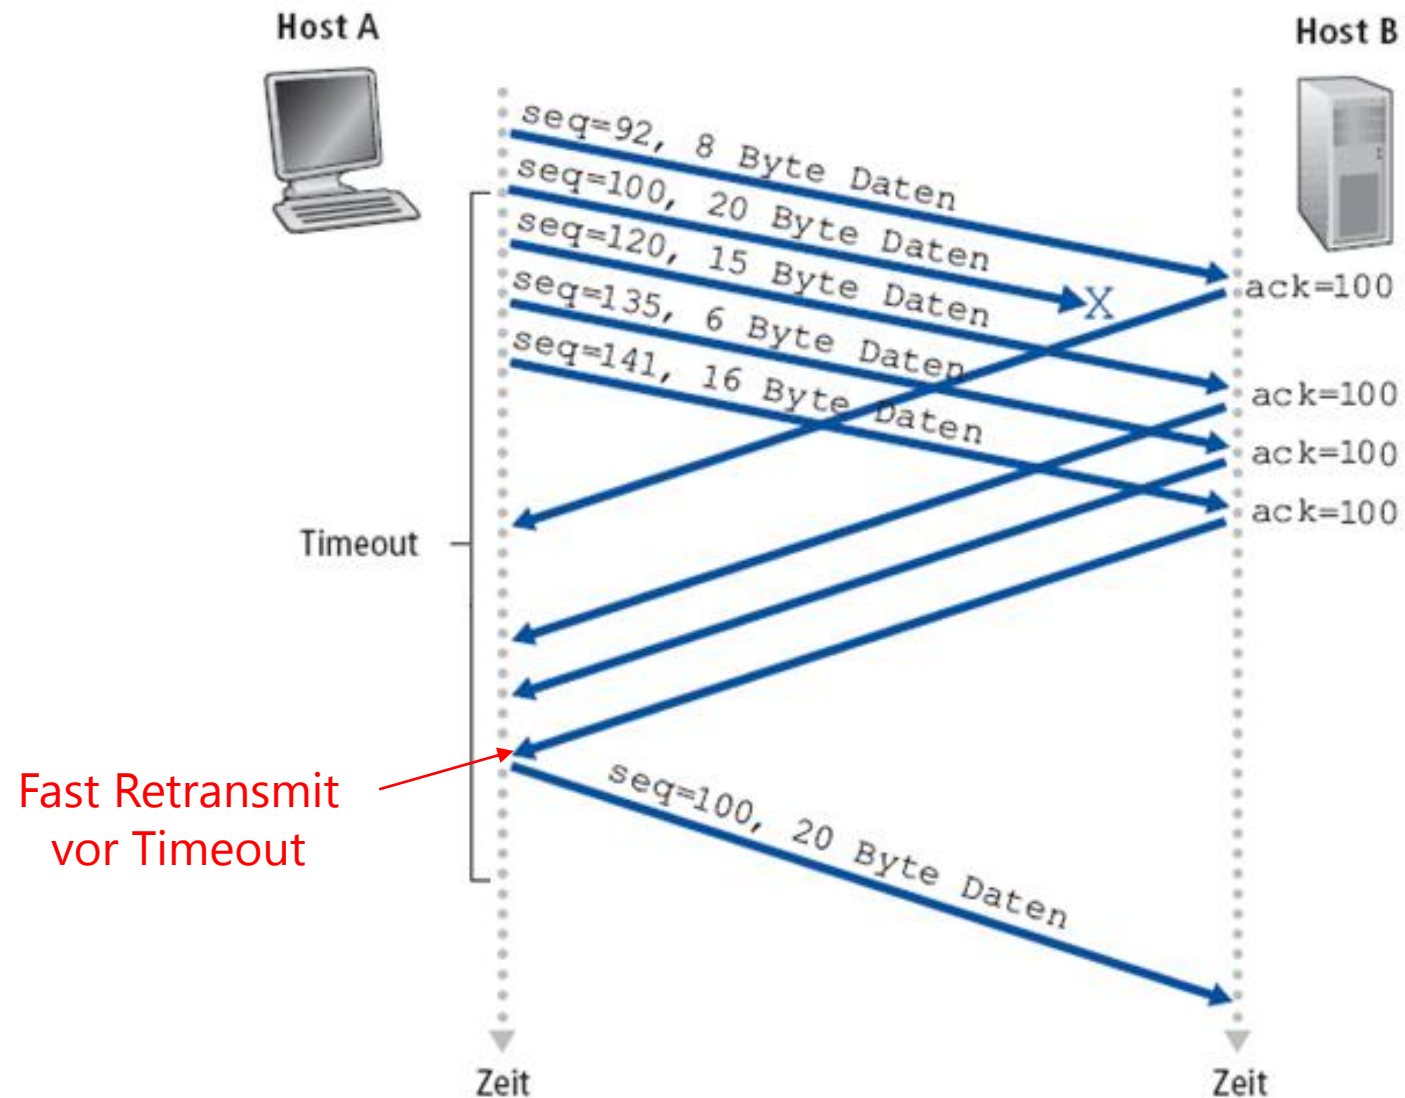 Host A
Host B
seq=92, 8 Byte Daten
seq=100, 20 Byte Daten
seq=120, 15 Byte Daten
seq=135, 6 Byte Daten
seq=141, 16 Byte Daten
X
ack=100
ack=100
ack=100
ack=100
Timeout
Fast Retransmit
vor Timeout
seq=100, 20 Byte Daten
Zeit
Zeit